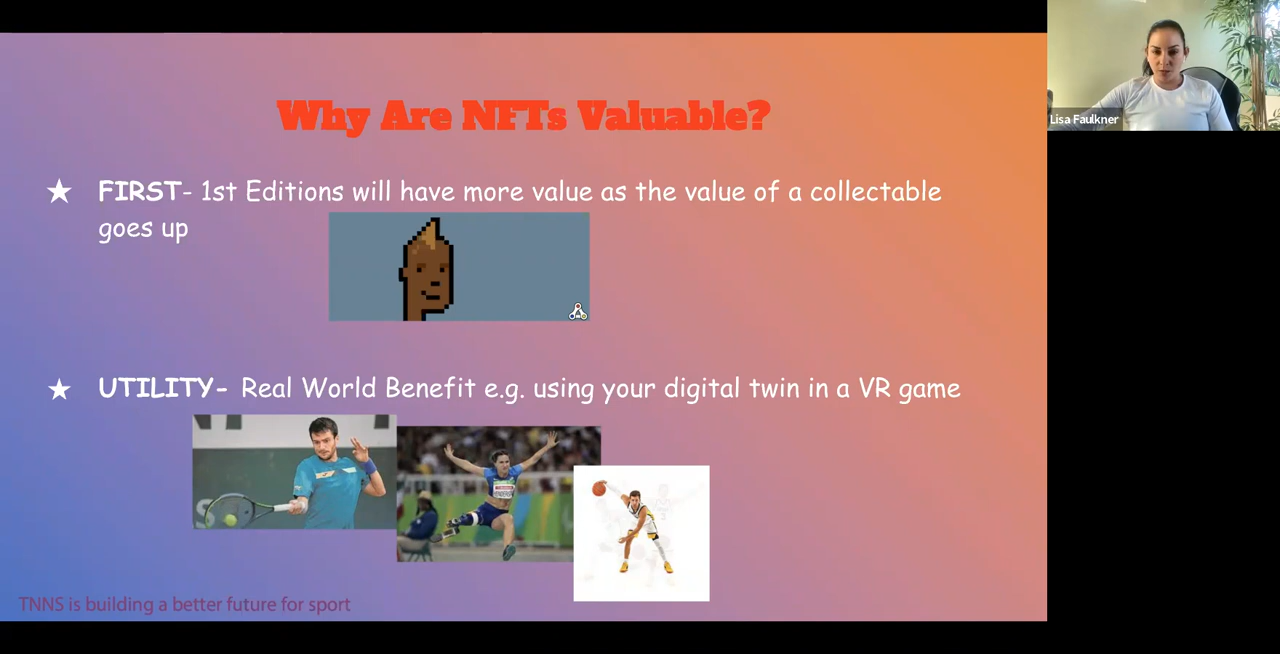 Why Are NFTs Valuable?
★ FIRST- 1st Editions will have more value as the value of a collectable
goes up
★ UTILITY- Real World Benefit e.g. using your digital twin in a VR game
TNNS is building a better future for sport
Lisa Faulkner